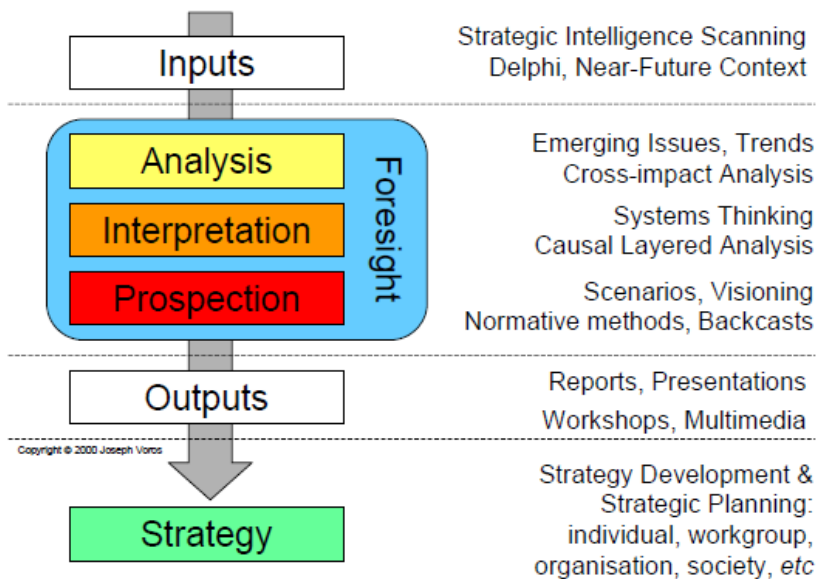 Inputs
Strategic Intelligence Scanning
Delphi, Near-Future Context
Foresight
Analysis
Emerging Issues, Trends
Cross-impact Analysis
Interpretation
Systems Thinking
Causal Layered Analysis
Prospection
Scenarios, Visioning
Normative methods, Backcasts
Outputs
Reports, Presentations
Workshops, Multimedia
Copyright © 2000 Joseph Voros
Strategy
Strategy Development &
Strategic Planning:
individual, workgroup,
organisation, society, etc